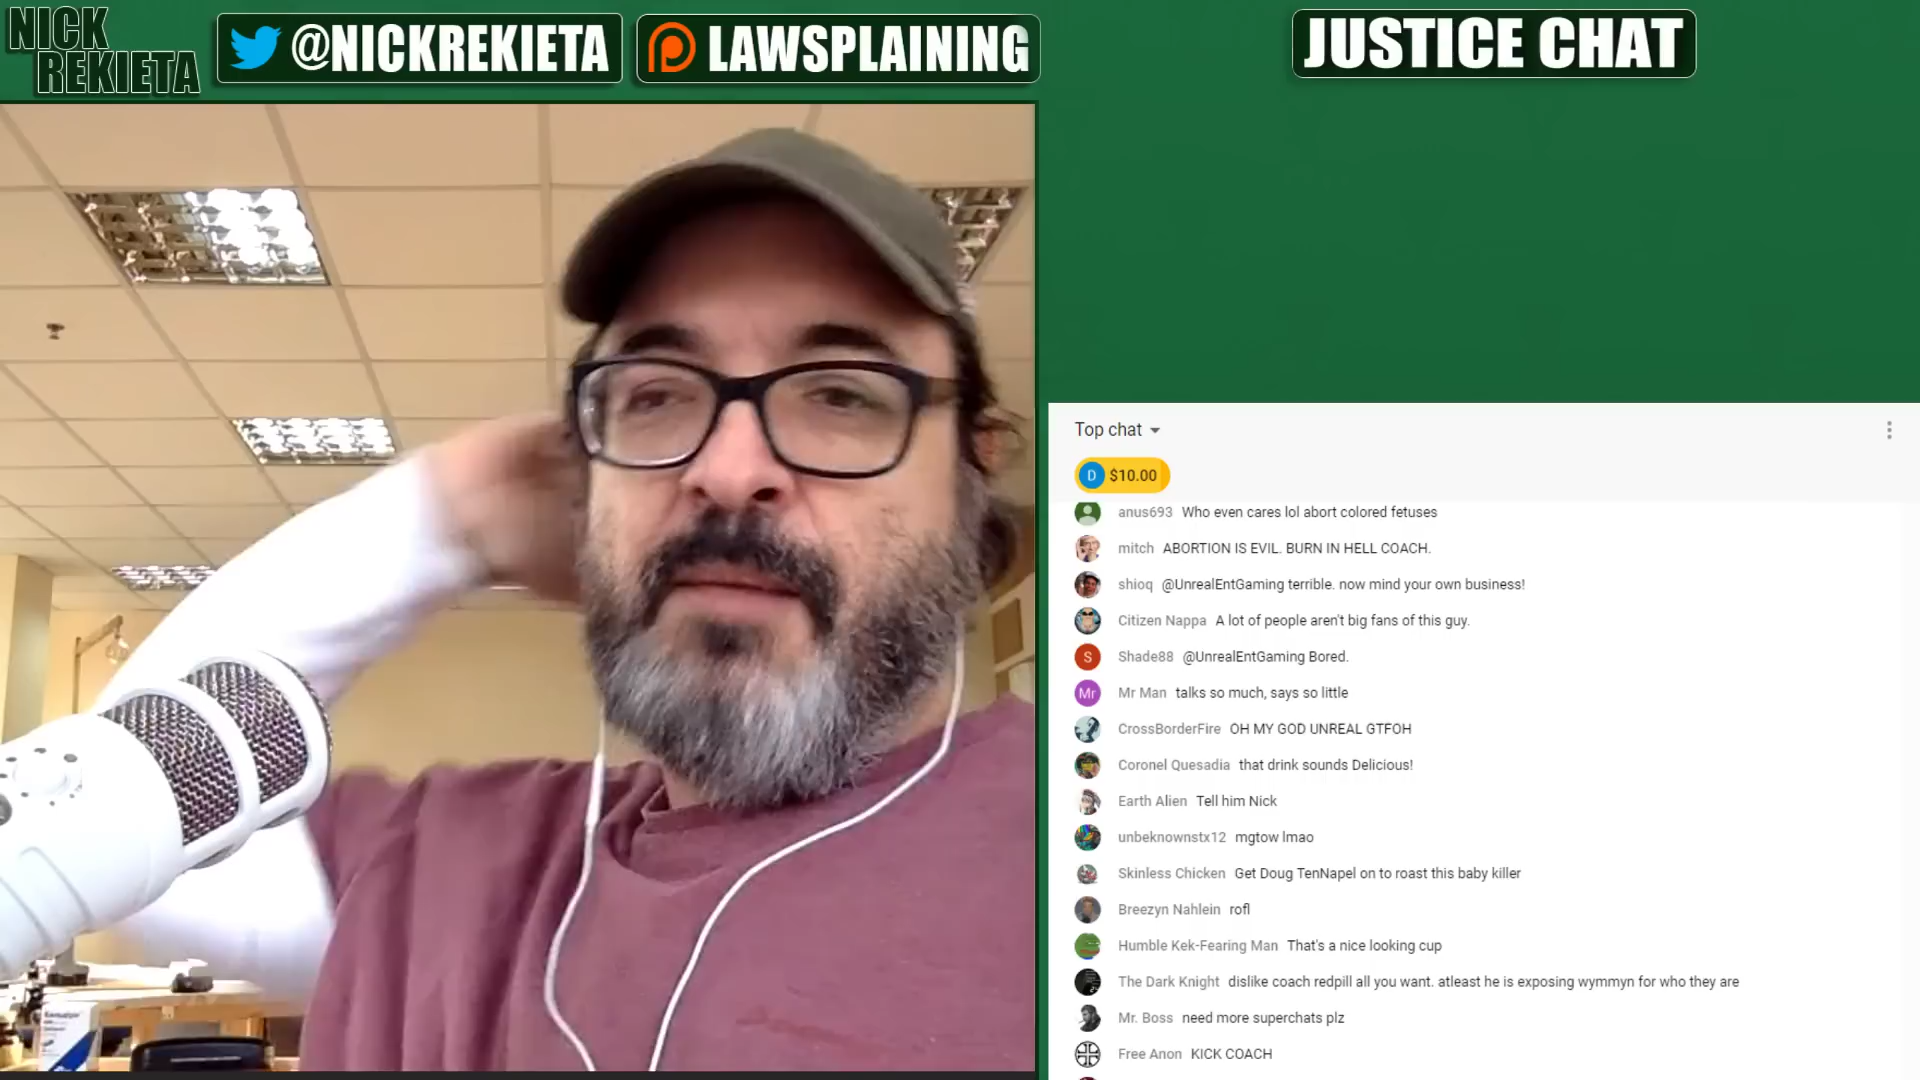 NICK
REKIETA
@NICKREKIETA
LAWSPLAINING
JUSTICE CHAT
Top chat
D $10.00
anus693 Who even cares lol abort colored fetuses
mitch ABORTION IS EVIL. BURN IN HELL COACH.
shioq @UnrealEntGaming terrible. now mind your own business!
Citizen Nappa A lot of people aren't big fans of this guy.
S Shade88 @UnrealEntGaming Bored.
Mr Mr Man talks so much, says so little
CrossBorderFire OH MY GOD UNREAL GTFOH
Coronel Quesadia that drink sounds Delicious!
Earth Alien Tell him Nick
unbeknownstx12 mgtow lmao
Skinless Chicken Get Doug TenNapel on to roast this baby killer
Breezyn Nahlein rofl
Humble Kek-Fearing Man That's a nice looking cup
The Dark Knight dislike coach redpill all you want. atleast he is exposing wymmyn for who they are
Mr. Boss need more superchats plz
Free Anon KICK COACH